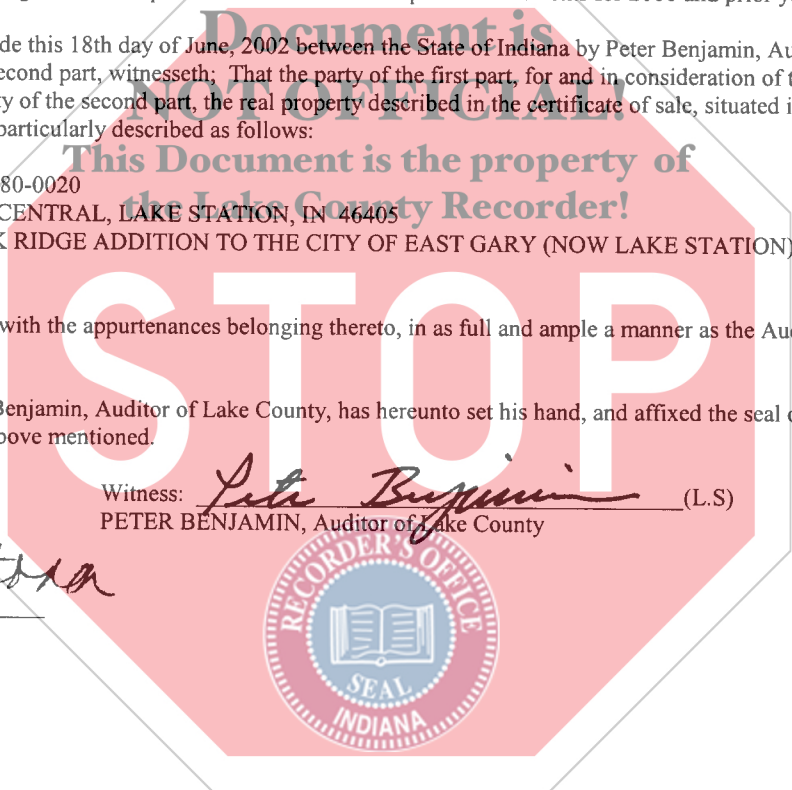 Document is
de this 18th day of June, 2002 between the State of Indiana by Peter Benjamin, Au
econd part, witnesseth; That the party of the first part, for and in consideration of t
NOT OFFICIAL!
ty of the second part, the real property described in the certificate of sale, situated i
particularly described as follows:
This Document is the property of
80-0020
the Lake County Recorder!
CENTRAL, LAKE STATION, IN 46405
K RIDGE ADDITION TO THE CITY OF EAST GARY (NOW LAKE STATION)
STOP
with the appurtenances belonging thereto, in as full and ample a manner as the Au
Benjamin, Auditor of Lake County, has hereunto set his hand, and affixed the seal o
bove mentioned.
Witness: Pete Benjamin (L.S)
PETER BENJAMIN, Auditor of Lake County
RECORDER'S OFFICE
SEAL
INDIANA